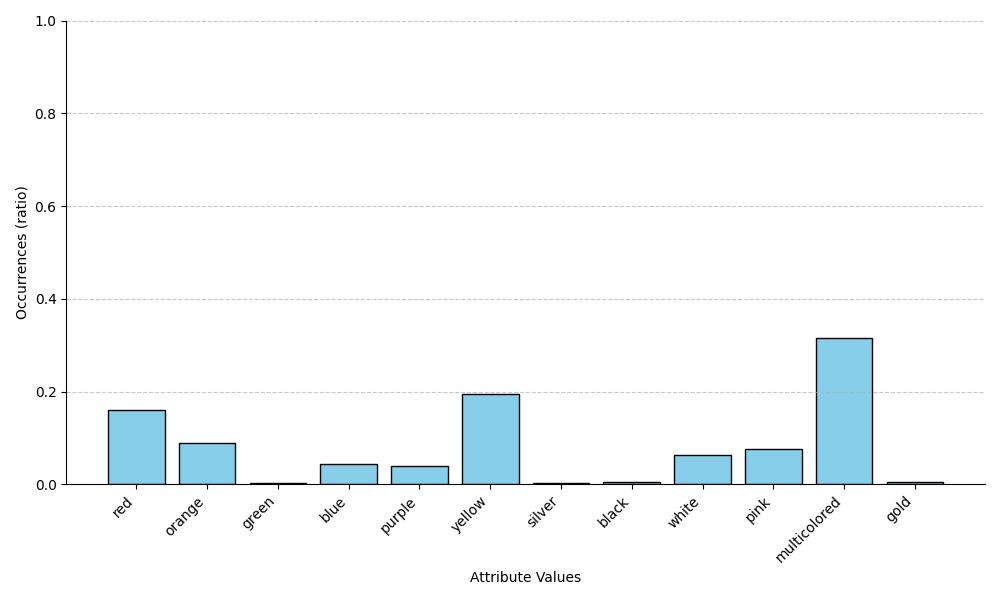 1.0
0.8
0.6
0.4
0.2
0.0
Occurrences (ratio)
red
orange
green
blue
purple
yellow
silver
black
white
pink
multicolored
gold
Attribute Values